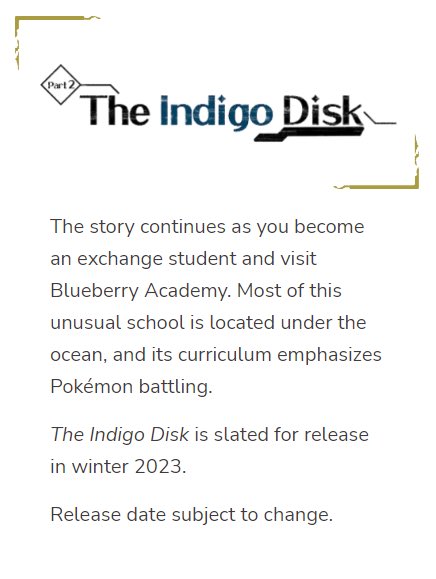 Part 2
The Indigo Disk
The story continues as you become
an exchange student and visit
Blueberry Academy. Most of this
unusual school is located under the
ocean, and its curriculum emphasizes
Pokémon battling.
The Indigo Disk is slated for release
in winter 2023.
Release date subject to change.